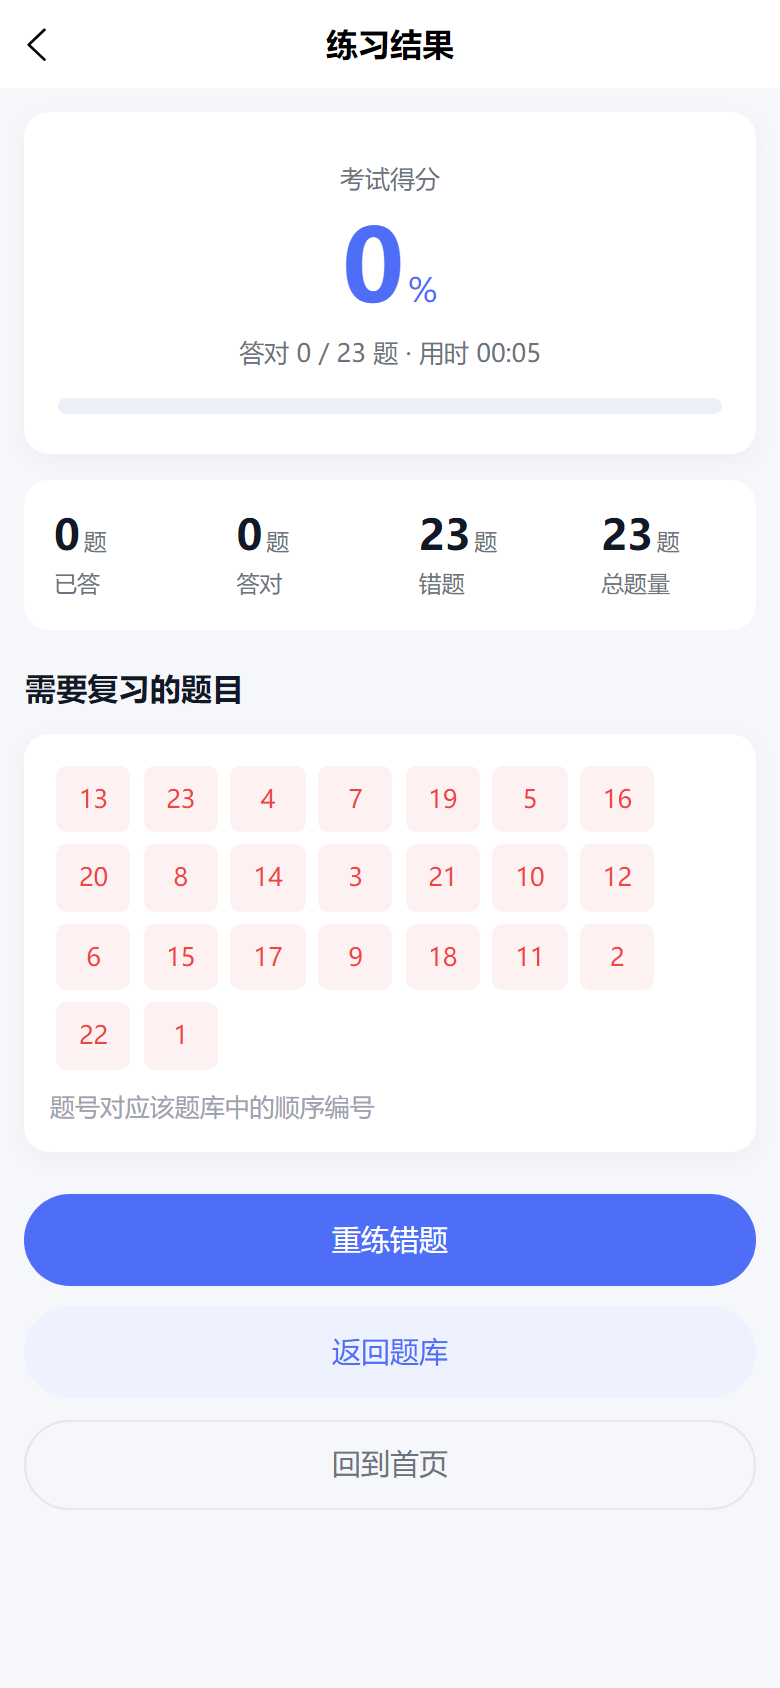 练习结果
考试得分
0%
答对 0 / 23 题 · 用时 00:05
0题 0题 23题 23题
已答 答对 错题 总题量
需要复习的题目
13 23 4 7 19 5 16
20 8 14 3 21 10 12
6 15 17 9 18 11 2
22 1
题号对应该题库中的顺序编号
重练错题
返回题库
回到首页